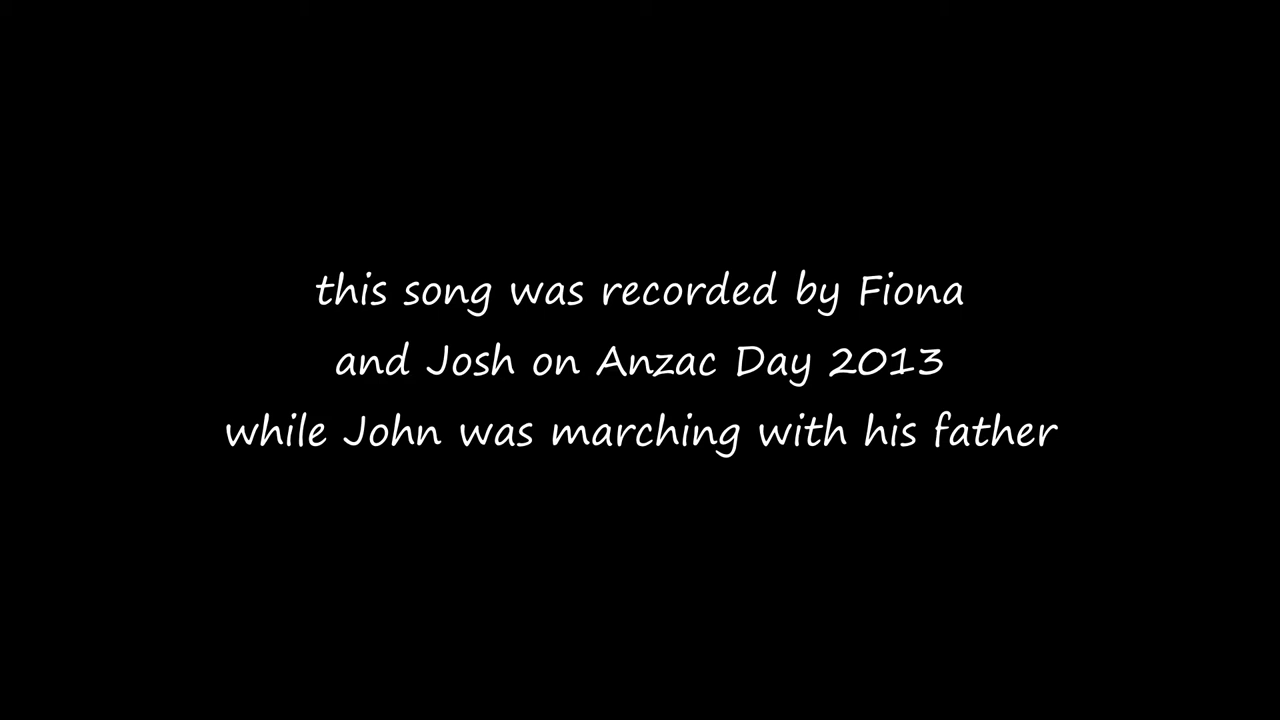 this song was recorded by Fiona
and Josh on Anzac Day 2013
while John was marching with his father